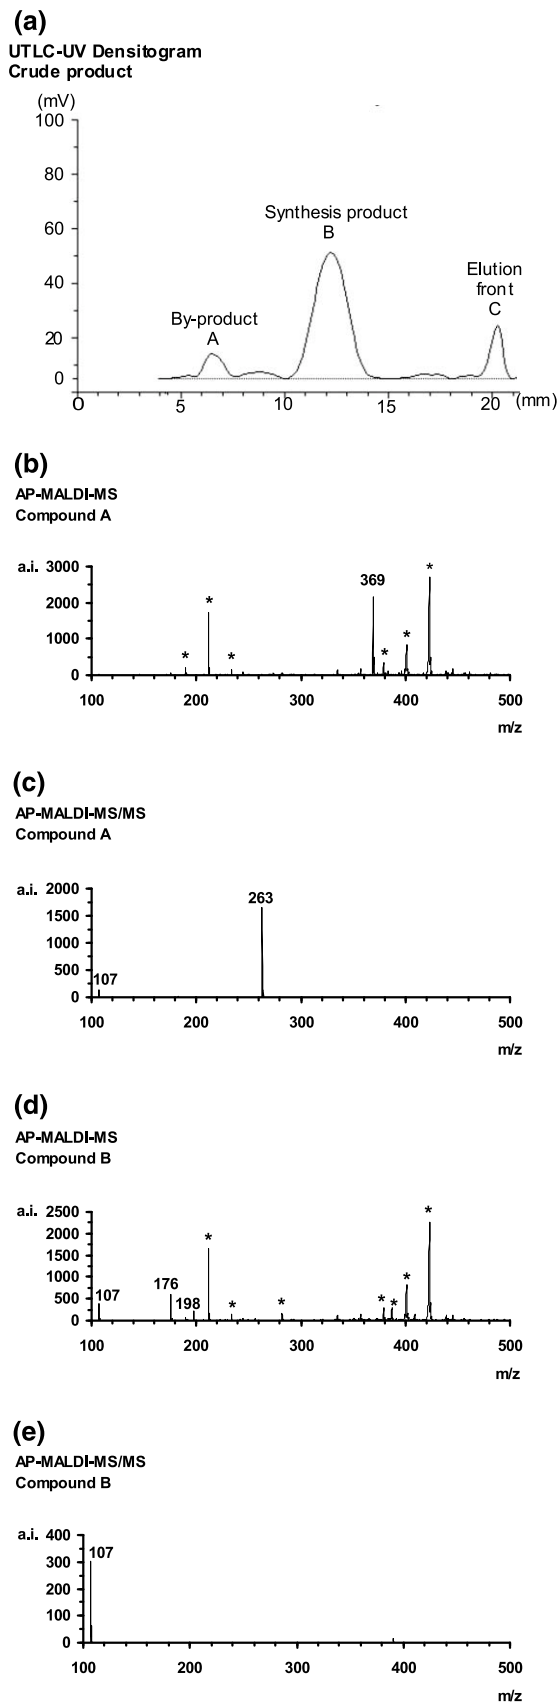 (a)
UTLC-UV Densitogram
Crude product
(mV)
100
80
60
40
20
0
Synthesis product
B
By-product
A
Elution
front
C
O 5 10 15 20 (mm)
(b)
AP-MALDI-MS
Compound A
a.i. 3000
2000
1000
0
* * * 369 * * *
100 200 300 400 500
m/z
(c)
AP-MALDI-MS/MS
Compound A
a.i. 2000
1500
1000
500
0
107 263
100 200 300 400 500
m/z
(d)
AP-MALDI-MS
Compound B
a.i. 2500
2000
1500
1000
500
0
107 176 198 * * * * * * *
100 200 300 400 500
m/z
(e)
AP-MALDI-MS/MS
Compound B
a.i. 400
300
200
100
0
107
100 200 300 400 500
m/z